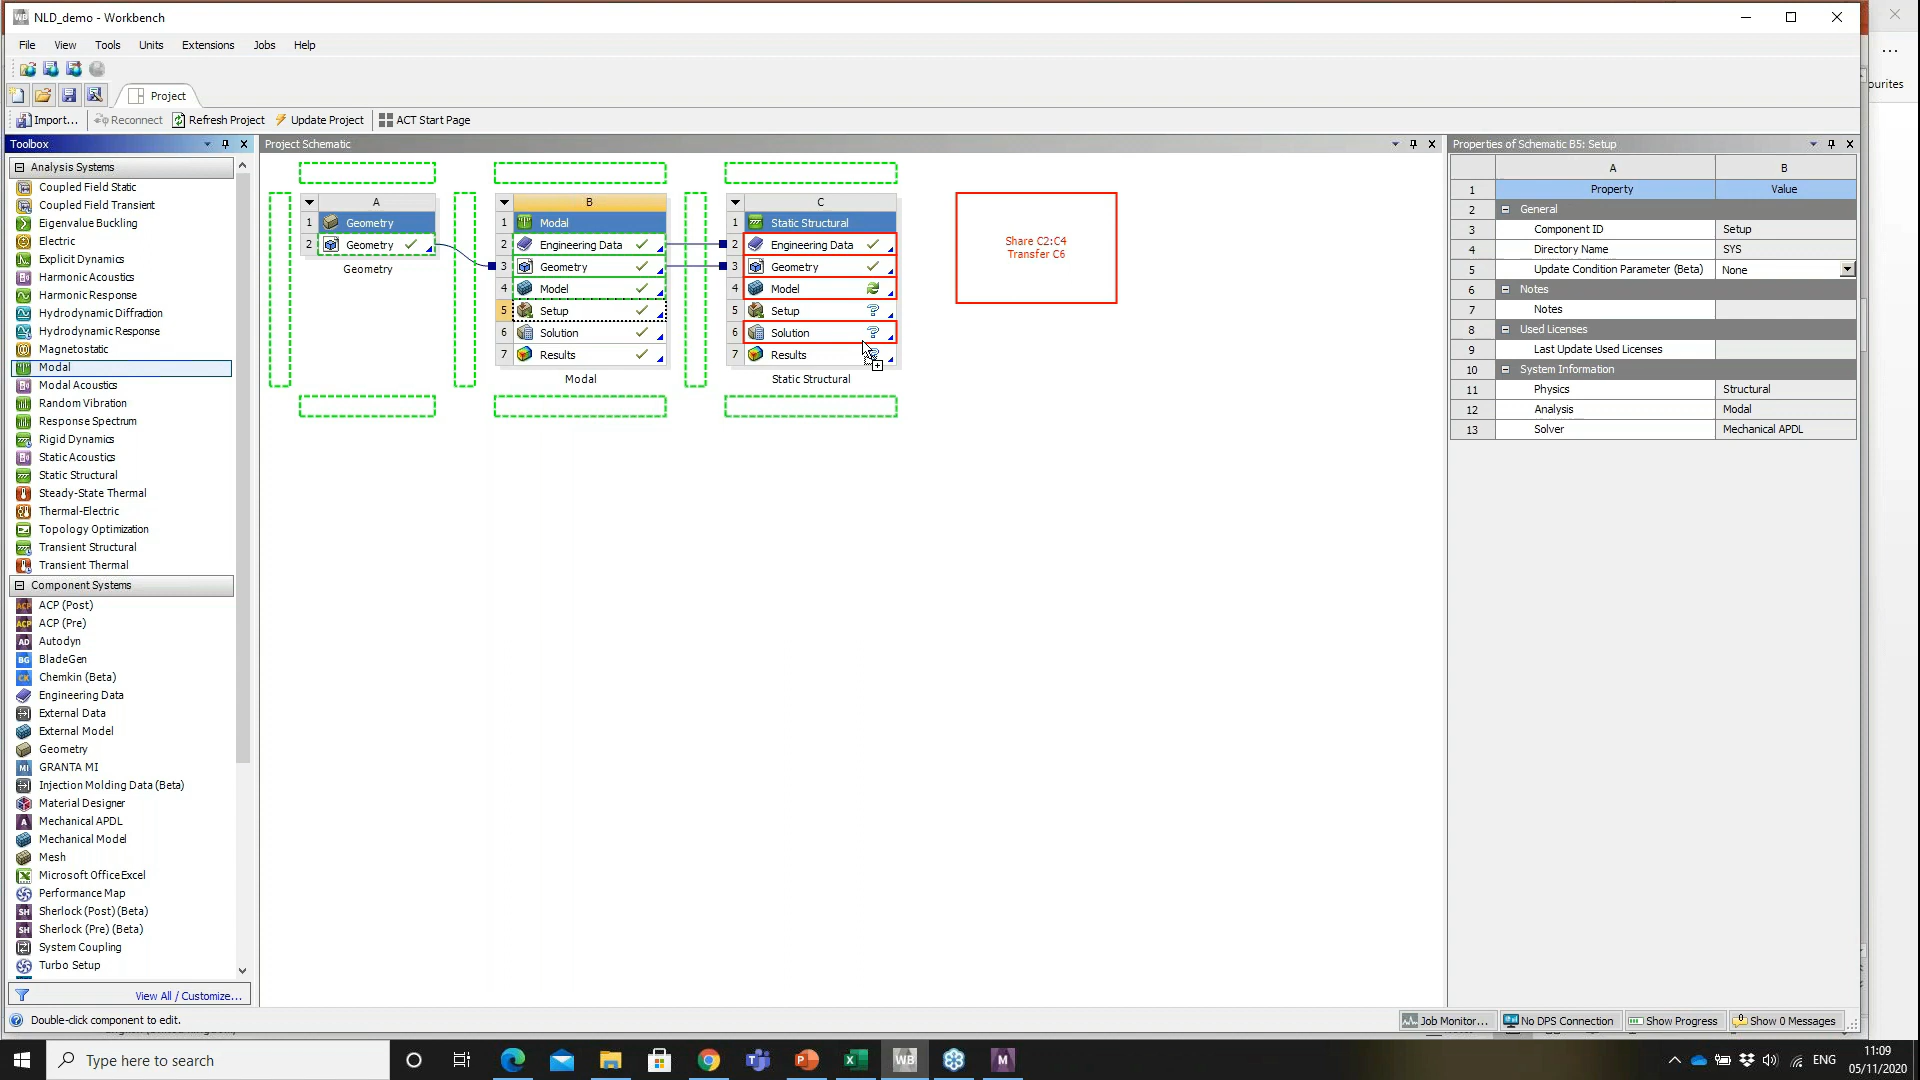 NLD_demo - Workbench
File View Tools Units Extensions Jobs Help
Project
Import... Reconnect Refresh Project Update Project ACT Start Page
Toolbox
Analysis Systems
Coupled Field Static
Coupled Field Transient
Eigenvalue Buckling
Electric
Explicit Dynamics
Harmonic Acoustics
Harmonic Response
Hydrodynamic Diffraction
Hydrodynamic Response
Magnetostatic
Modal
Modal Acoustics
Random Vibration
Response Spectrum
Rigid Dynamics
Static Acoustics
Static Structural
Steady-State Thermal
Thermal-Electric
Topology Optimization
Transient Structural
Transient Thermal
Component Systems
ACP (Post)
ACP (Pre)
Autodyn
BladeGen
Chemkin (Beta)
Engineering Data
External Data
External Model
Geometry
GRANTA MI
Injection Molding Data (Beta)
Material Designer
Mechanical APDL
Mechanical Model
Mesh
Microsoft Office Excel
Performance Map
Sherlock (Post) (Beta)
Sherlock (Pre) (Beta)
System Coupling
Turbo Setup
View All / Customize...
Project Schematic
A
1 Geometry
2 Geometry
Geometry
B
1 Modal
2 Engineering Data
3 Geometry
4 Model
5 Setup
6 Solution
7 Results
Modal
C
1 Static Structural
2 Engineering Data
3 Geometry
4 Model
5 Setup
6 Solution
7 Results
Static Structural
Share C2:C4
Transfer C6
Properties of Schematic B5: Setup
A B
1 Property Value
2 General
3 Component ID Setup
4 Directory Name SYS
5 Update Condition Parameter (Beta) None
6 Notes
7 Notes
8 Used Licenses
9 Last Update Used Licenses
10 System Information
11 Physics Structural
12 Analysis Modal
13 Solver Mechanical APDL
Double-click component to edit.
Job Monitor... No DPS Connection Show Progress Show 0 Messages
Type here to search
ENG
11:09
05/11/2020